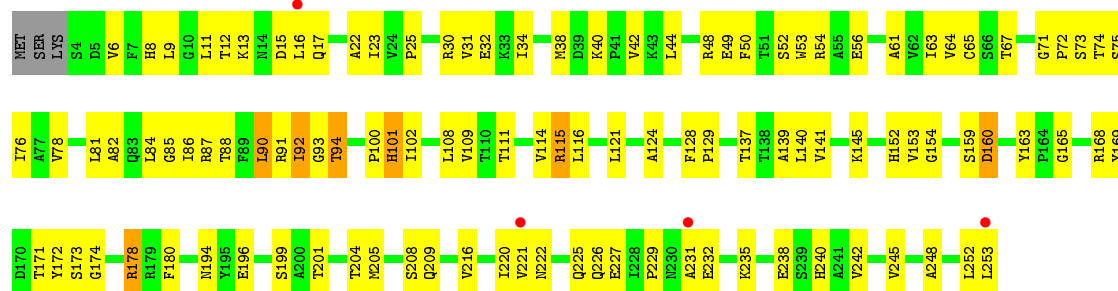 MET SER LYS S4 D5 V6 F7 H8 L9 G10 L11 T12 K13 N14 D15 L16 Q17 A22 I23 V24 P25 R30 V31 E32 K33 I34 M38 D39 K40 P41 V42 K43 L44 R48 E49 F50 T51 S52 W53 R54 A55 E56 A61 V62 I63 V64 C65 S66 T67 G71 P72 S73 T74 S75
I76 A77 V78 L81 A82 Q83 L84 G85 I86 R87 T88 F89 L90 R91 I92 G93 T94 P100 H101 I102 L108 V109 T110 T111 V114 R115 L116 L121 A124 F128 P129 T137 T138 A139 L140 V141 K145 H152 V153 G154 S159 D160 Y163 P164 G165 R168 Y169
D170 T171 Y172 S173 G174 R178 R179 F180 N194 Y195 E196 S199 A200 T201 T204 M205 S208 Q209 V216 I220 V221 N222 Q225 Q226 E227 I228 P229 N230 A231 E232 K235 E238 S239 H240 A241 V242 V245 A248 L252 L253